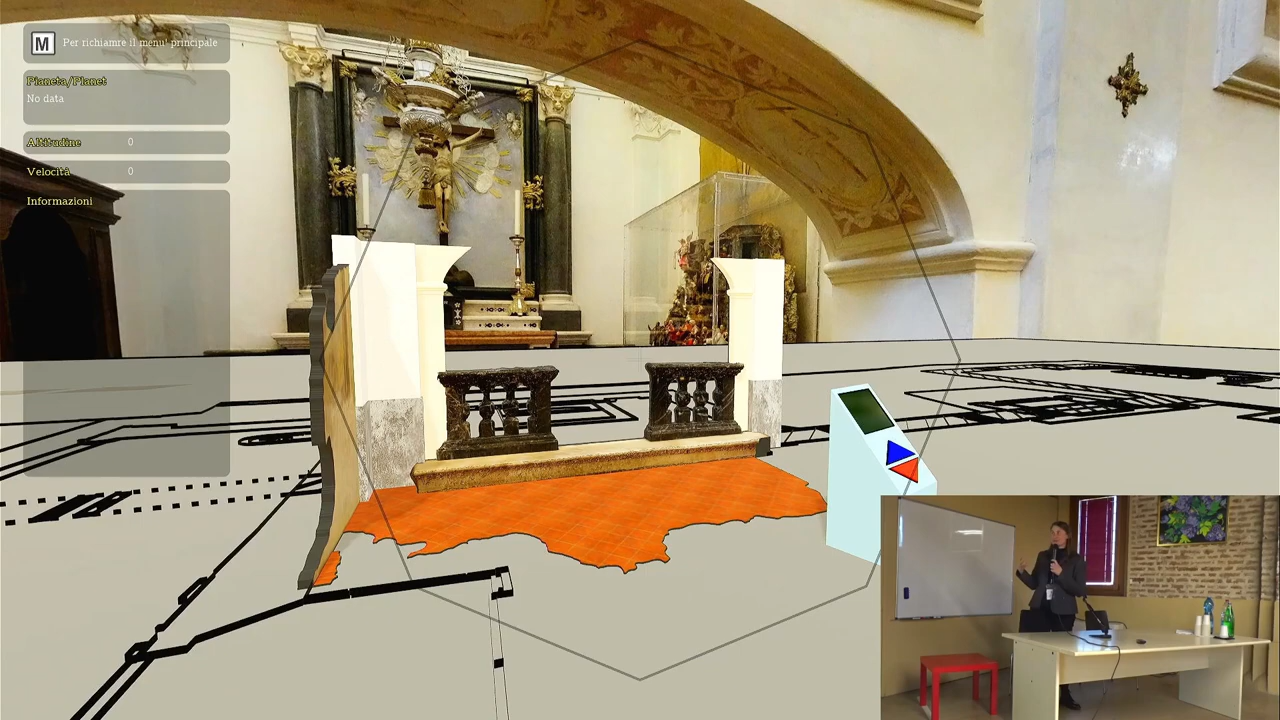 M
Per richiamre il menu' principale
Pianeta/Planet
No data
Altitudine 0
Velocità 0
Informazioni